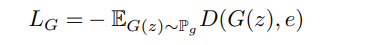 $L_G = -\mathbb{E}_{G(z)\sim\mathbb{P}_g} D(G(z), e)$